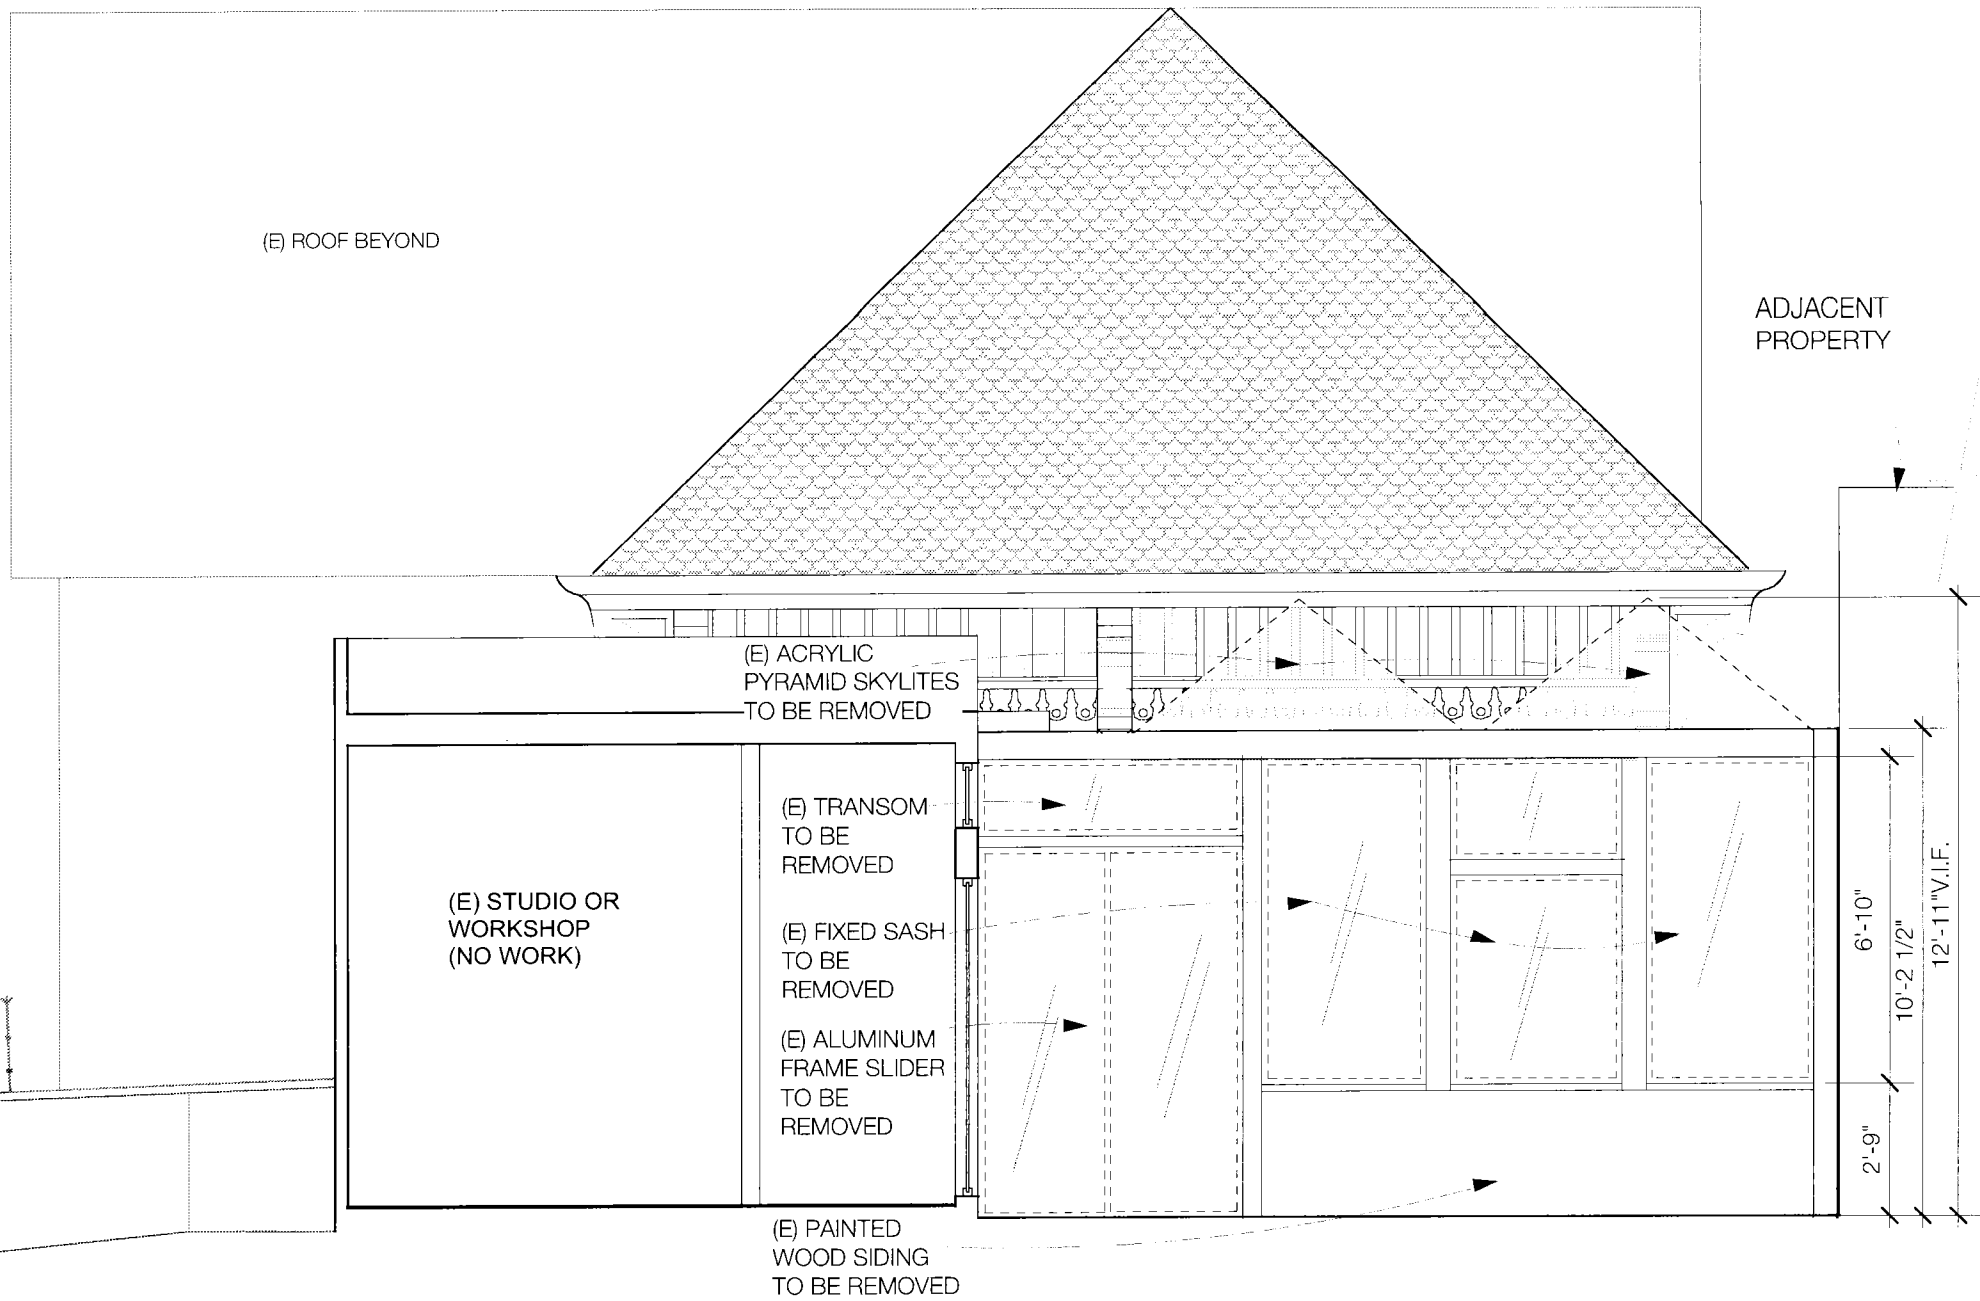 (E) ROOF BEYOND
ADJACENT
PROPERTY
(E) ACRYLIC
PYRAMID SKYLITES
TO BE REMOVED
(E) TRANSOM
TO BE
REMOVED
(E) STUDIO OR
WORKSHOP
(NO WORK)
(E) FIXED SASH
TO BE
REMOVED
(E) ALUMINUM
FRAME SLIDER
TO BE
REMOVED
(E) PAINTED
WOOD SIDING
TO BE REMOVED
6'-10"
10'-2 1/2"
12'-11"V.I.F.
2'-9"